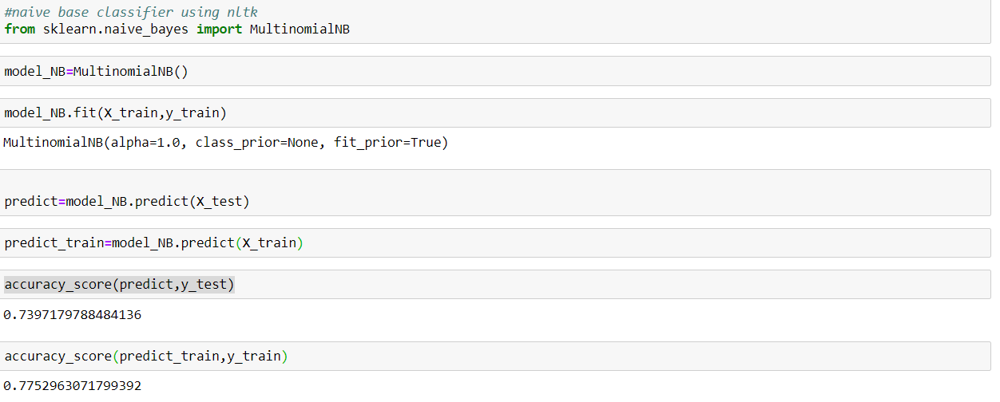 #naive base classifier using nltk
from sklearn.naive_bayes import MultinomialNB
model_NB=MultinomialNB()
model_NB.fit(X_train,y_train)
MultinomialNB(alpha=1.0, class_prior=None, fit_prior=True)
predict=model_NB.predict(X_test)
predict_train=model_NB.predict(X_train)
accuracy_score(predict,y_test)
0.7397179788484136
accuracy_score(predict_train,y_train)
0.7752963071799392